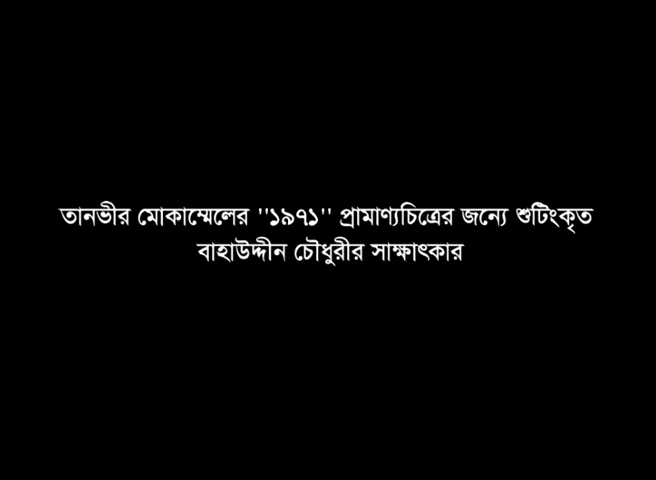 তানভীর মোকাম্মেলের "১৯৭১" প্রামাণ্যচিত্রের জন্যে শুটিংকৃত
বাহাউদ্দীন চৌধুরীর সাক্ষাৎকার